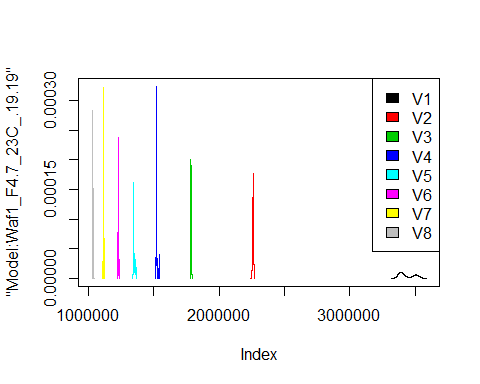 "Model:Waf1_F4.7_23C_.19.19"
0.00030
0.00015
0.00000
V1
V2
V3
V4
V5
V6
V7
V8
1000000
2000000
3000000
Index